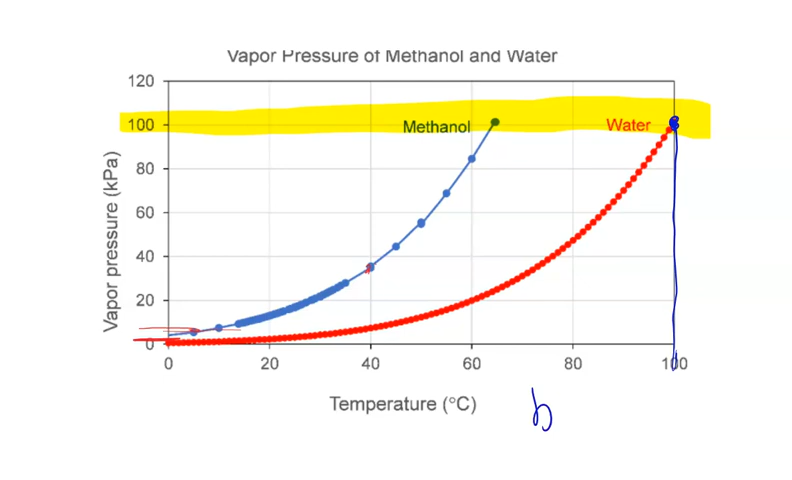 Vapor Pressure of Methanol and Water
120
100
80
60
40
20
0
Methanol
Water
Vapor pressure (kPa)
0 20 40 60 80 100
Temperature (°C)
b